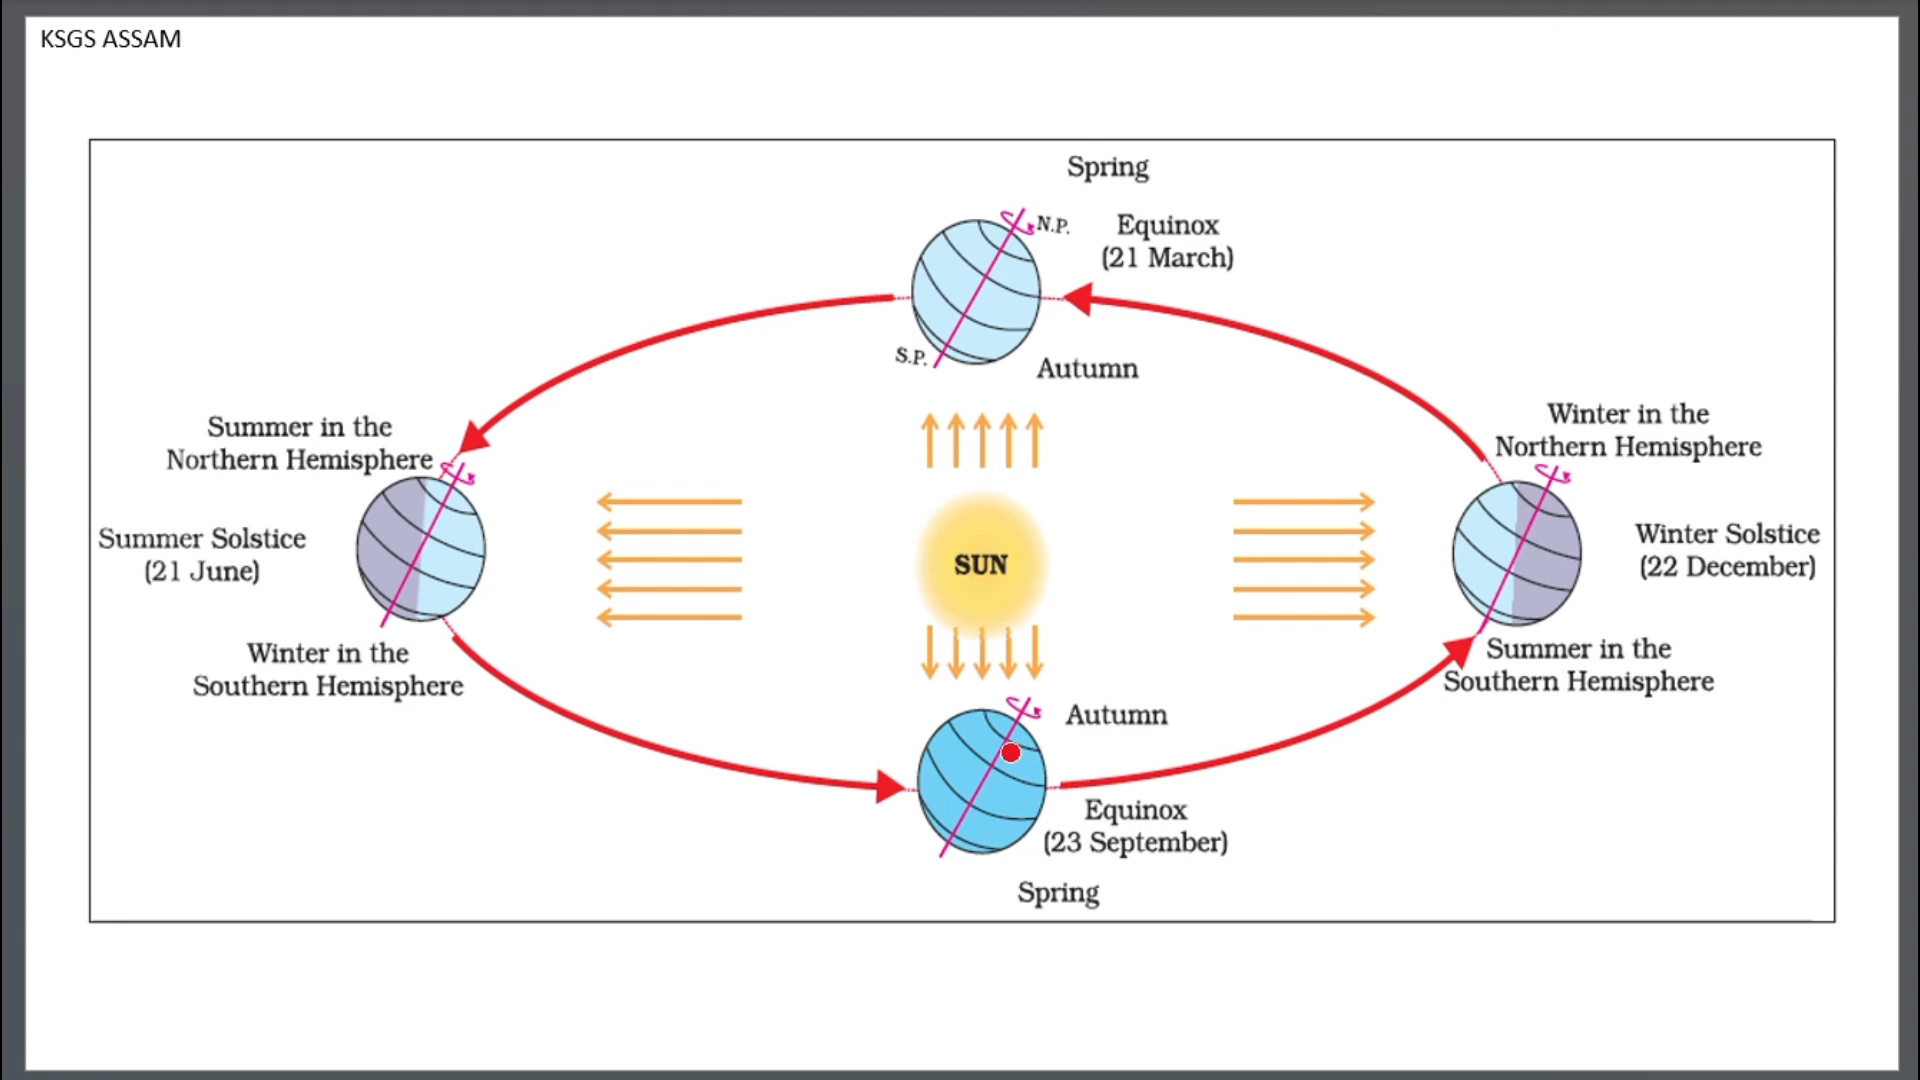 KSGS ASSAM
Spring
N.P.
Equinox
(21 March)
S.P.
Autumn
Summer in the
Northern Hemisphere
Winter in the
Northern Hemisphere
Summer Solstice
(21 June)
SUN
Winter Solstice
(22 December)
Winter in the
Southern Hemisphere
Summer in the
Southern Hemisphere
Autumn
Equinox
(23 September)
Spring